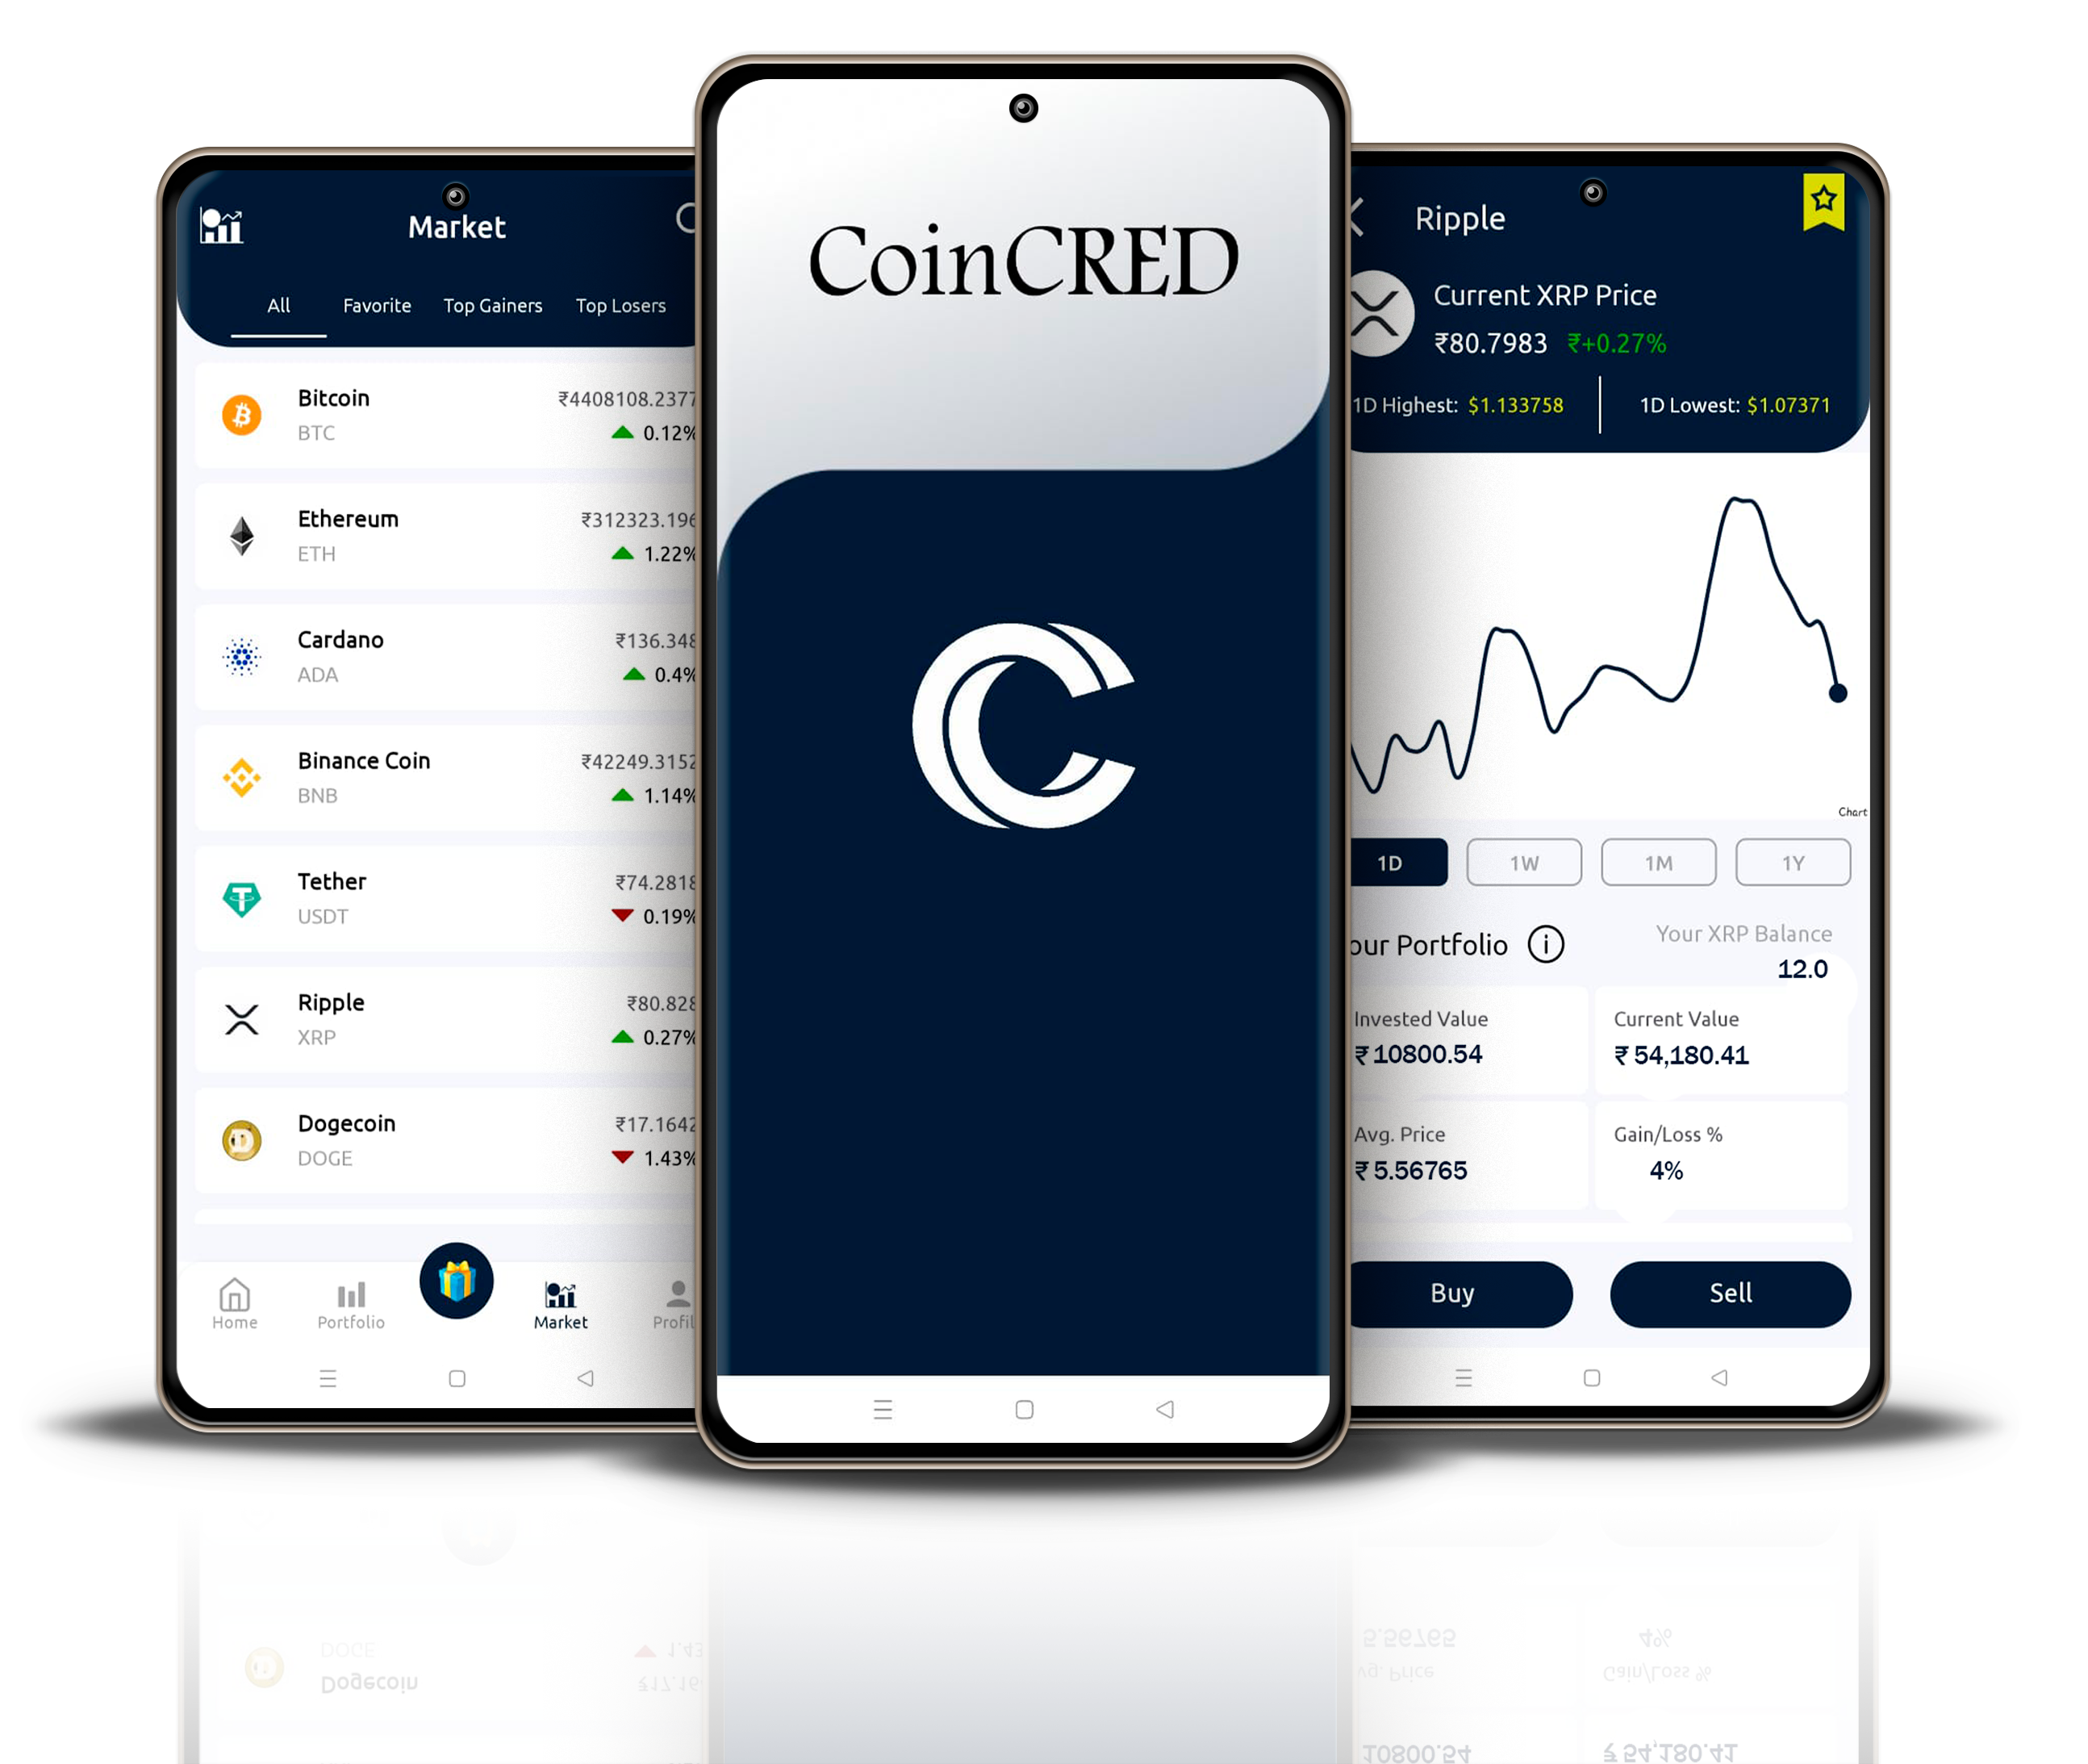 Market
All Favorite Top Gainers Top Losers
Bitcoin ₹4408108.2377
BTC 0.12%
Ethereum ₹312323.196
ETH 1.22%
Cardano ₹136.348
ADA 0.4%
Binance Coin ₹42249.3152
BNB 1.14%
Tether ₹74.2818
USDT 0.19%
Ripple ₹80.828
XRP 0.27%
Dogecoin ₹17.1642
DOGE 1.43%
Home Portfolio Market Profil
CoinCRED
Ripple
Current XRP Price
₹80.7983 ₹+0.27%
1D Highest: $1.133758 1D Lowest: $1.07371
Chart
1D 1W 1M 1Y
our Portfolio i Your XRP Balance
12.0
Invested Value Current Value
₹ 10800.54 ₹ 54,180.41
Avg. Price Gain/Loss %
₹ 5.56765 4%
Buy Sell